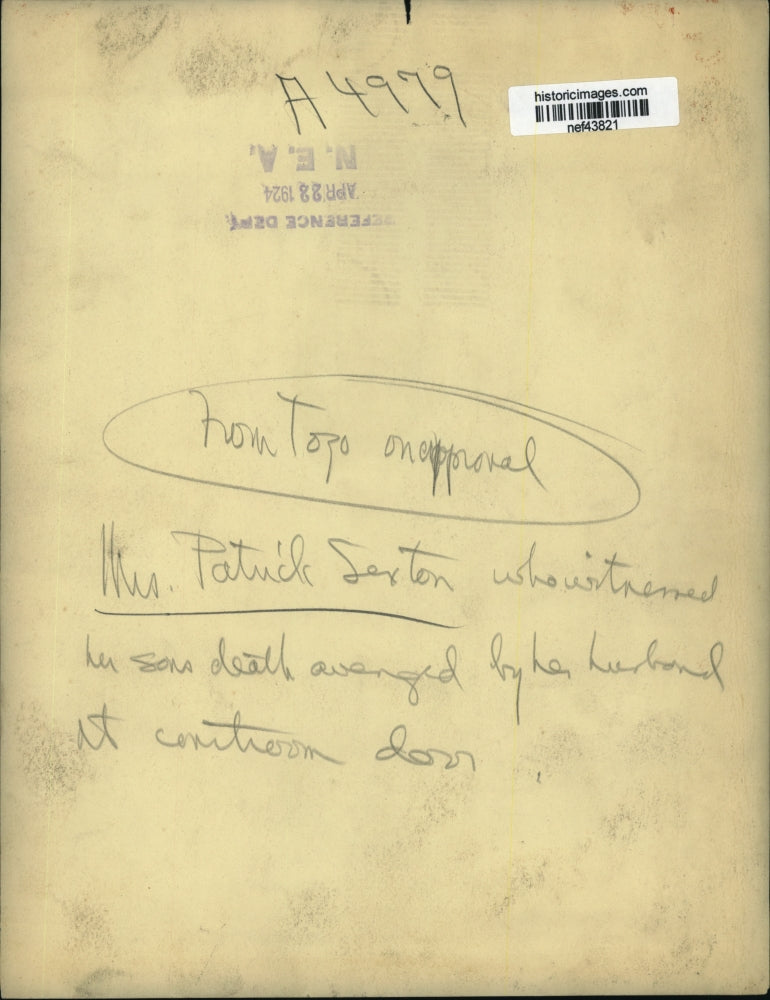 A 4979
historicimages.com
nef43821
N. E. A.
APR 22 1924
REFERENCE DEPT.
From Togo on approval
Mrs. Patrick Sexton who witnessed
her sons death avenged by her husband
at courtroom door